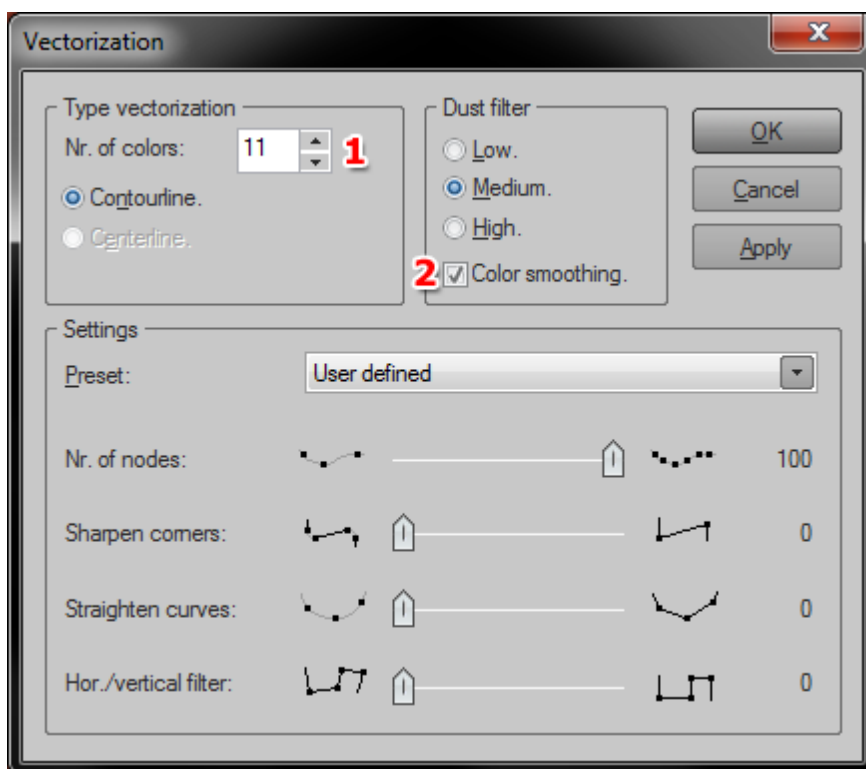 Vectorization
x
Type vectorization
Nr. of colors: 11 1
Contourline.
Centerline.
Dust filter
Low.
Medium.
High.
2 Color smoothing.
OK
Cancel
Apply
Settings
Preset: User defined
Nr. of nodes: 100
Sharpen corners: 0
Straighten curves: 0
Hor./vertical filter: 0